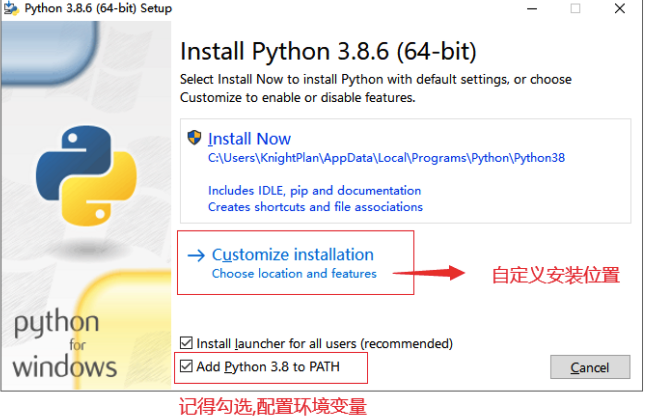 Python 3.8.6 (64-bit) Setup
Install Python 3.8.6 (64-bit)
Select Install Now to install Python with default settings, or choose
Customize to enable or disable features.
Install Now
C:\Users\KnightPlan\AppData\Local\Programs\Python\Python38
Includes IDLE, pip and documentation
Creates shortcuts and file associations
Customize installation
Choose location and features
自定义安装位置
python
for
windows
Install launcher for all users (recommended)
Add Python 3.8 to PATH
Cancel
记得勾选,配置环境变量